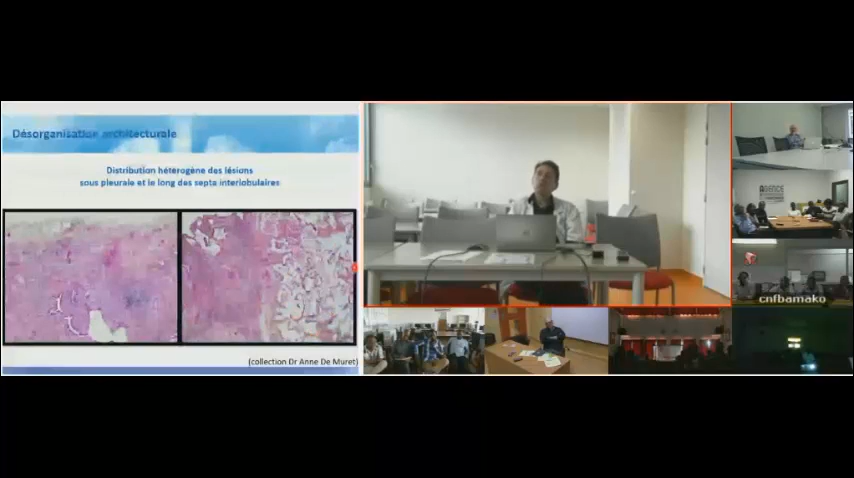 Désorganisation architecturale
Distribution hétérogène des lésions
sous pleurale et le long des septa interlobulaires
(collection Dr Anne De Muret)
AGENCE
cnfbamako